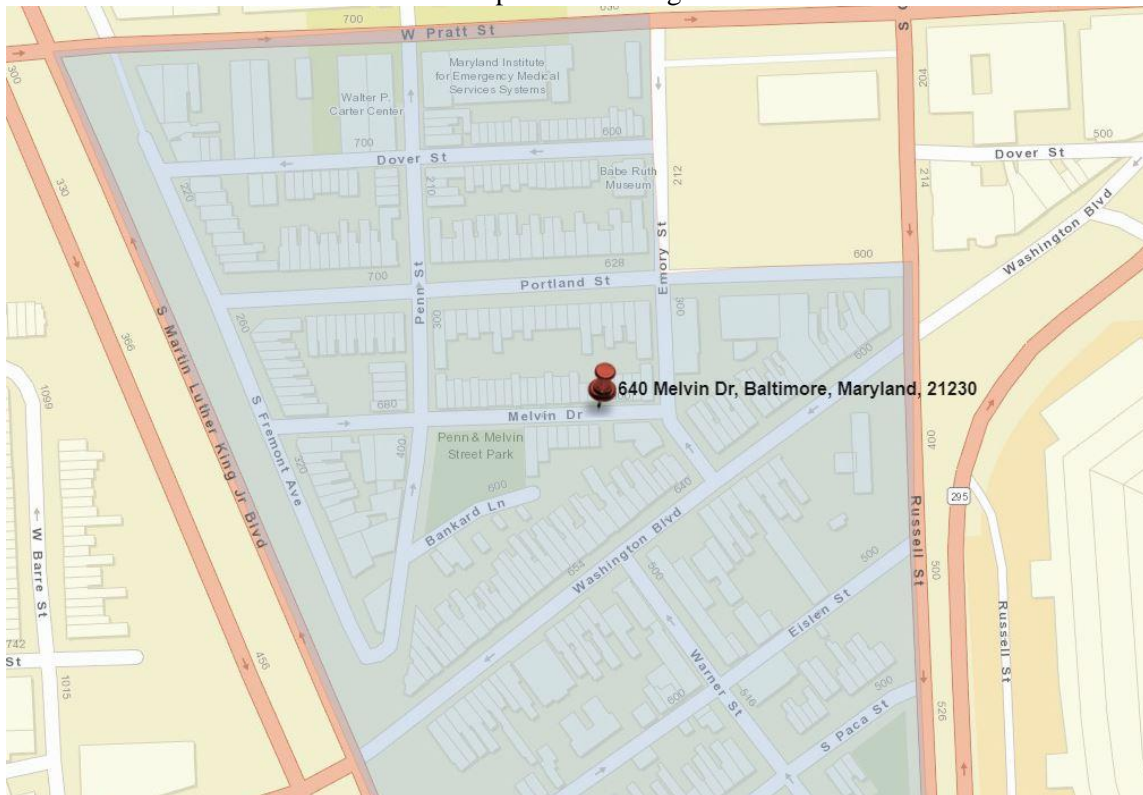 700
700
W Pratt St
S
300
Maryland Institute
for Emergency Medical
Services Systems
Walter P.
Carter Center
204
700
600
500
Dover St
Dover St
Babe Ruth
Museum
220
210
212
214
330
Washington Blvd
700
628
600
Portland St
Penn St
Emory St
260
300
300
366
S Martin Luther King Jr Blvd
600
1099
640 Melvin Dr, Baltimore, Maryland, 21230
680
Melvin Dr
S Fremont Ave
Penn & Melvin
Street Park
400
400
320
600
640
295
Bankard Ln
Russell St
W Barre St
Washington Blvd
654
500
500
500
Eislen St
Russell St
742
St
456
Warner St
1015
600
516
500
S Paca St
526